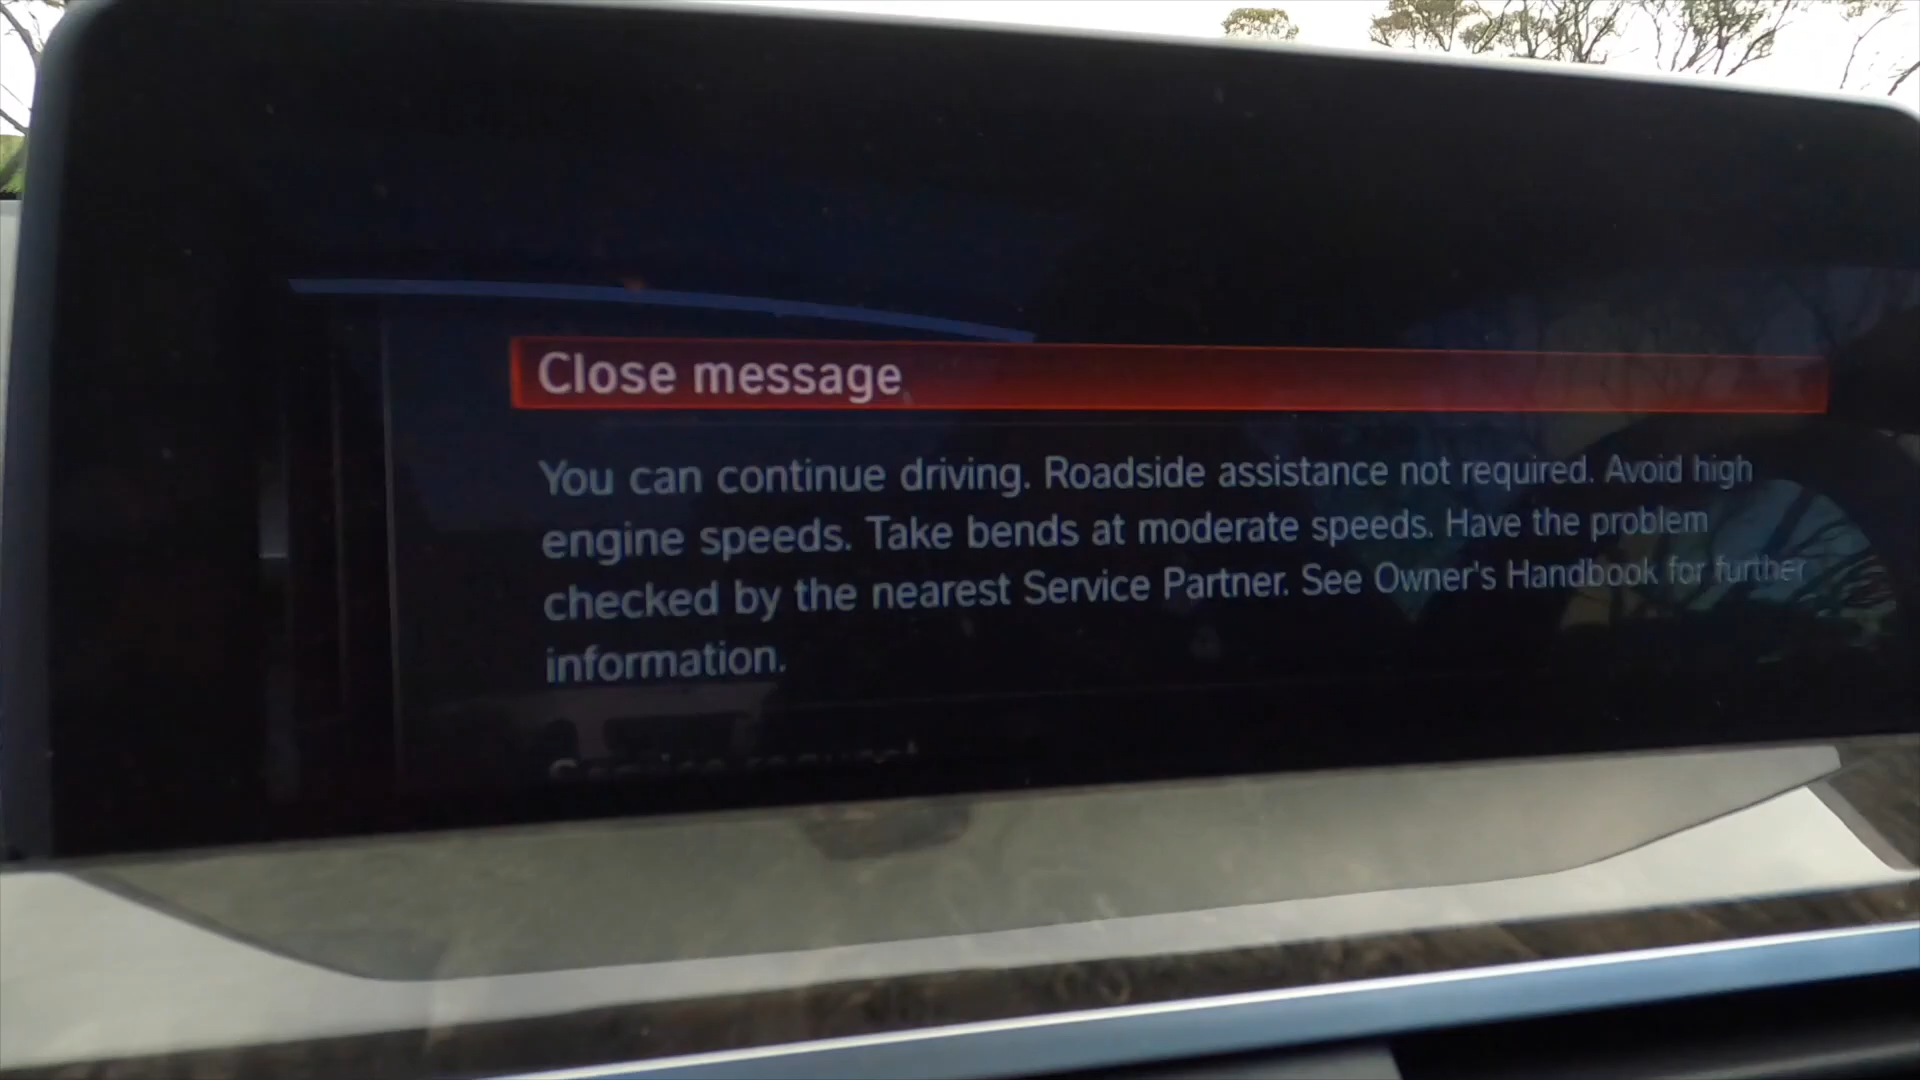 Close message
You can continue driving. Roadside assistance not required. Avoid high
engine speeds. Take bends at moderate speeds. Have the problem
checked by the nearest Service Partner. See Owner's Handbook for further
information.